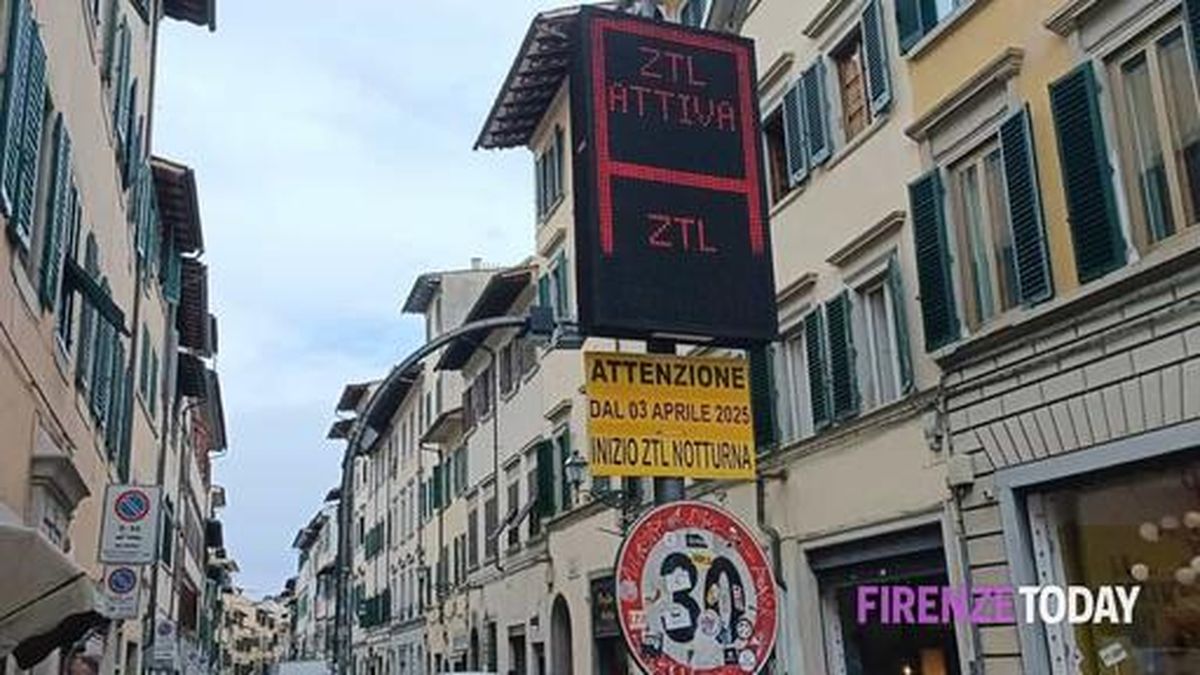 ZTL
ATTIVA
ZTL
ATTENZIONE
DAL 03 APRILE 2025
INIZIO ZTL NOTTURNA
30
FIRENZETODAY